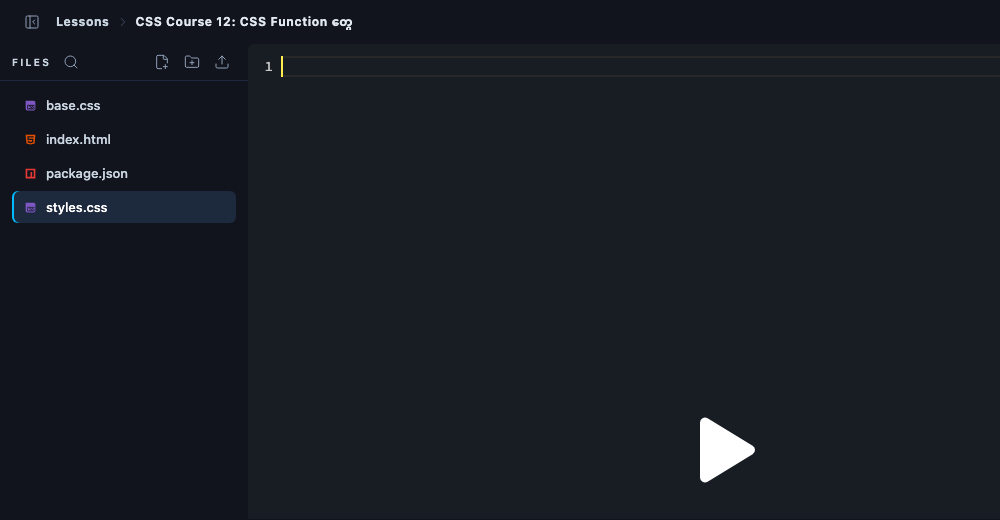 Lessons > CSS Course 12: CSS Function တွေ
FILES
base.css
index.html
package.json
styles.css
1